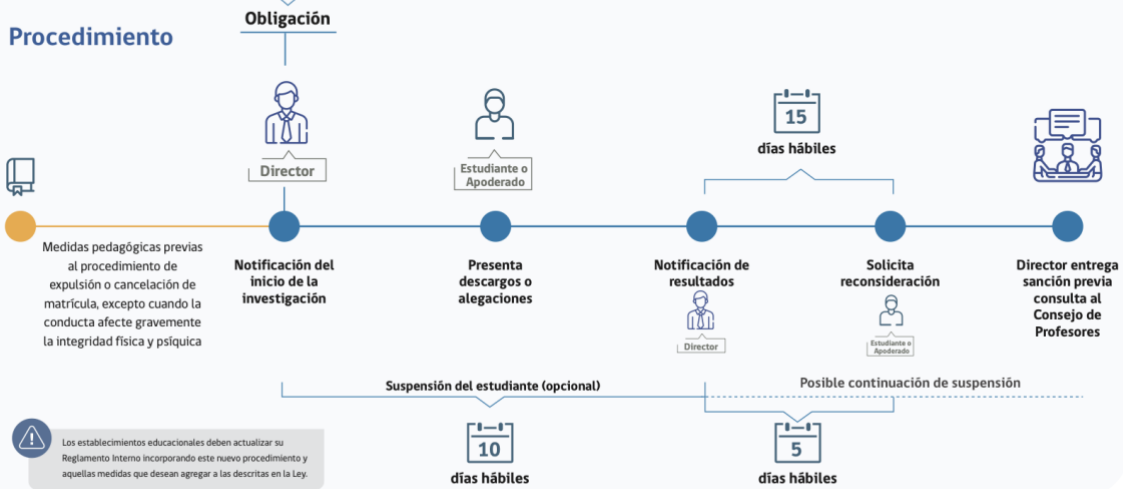 Procedimiento
Obligación
Director
Estudiante o
Apoderado
15
días hábiles
Medidas pedagógicas previas
al procedimiento de
expulsión o cancelación de
matrícula, excepto cuando la
conducta afecte gravemente
la integridad física y psíquica
Notificación del
inicio de la
investigación
Presenta
descargos o
alegaciones
Notificación de
resultados
Director
Solicita
reconsideración
Estudiante o
Apoderado
Director entrega
sanción previa
consulta al
Consejo de
Profesores
Suspensión del estudiante (opcional)
Posible continuación de suspensión
10
días hábiles
5
días hábiles
Los establecimientos educacionales deben actualizar su
Reglamento Interno incorporando este nuevo procedimiento y
aquellas medidas que desean agregar a las descritas en la Ley.